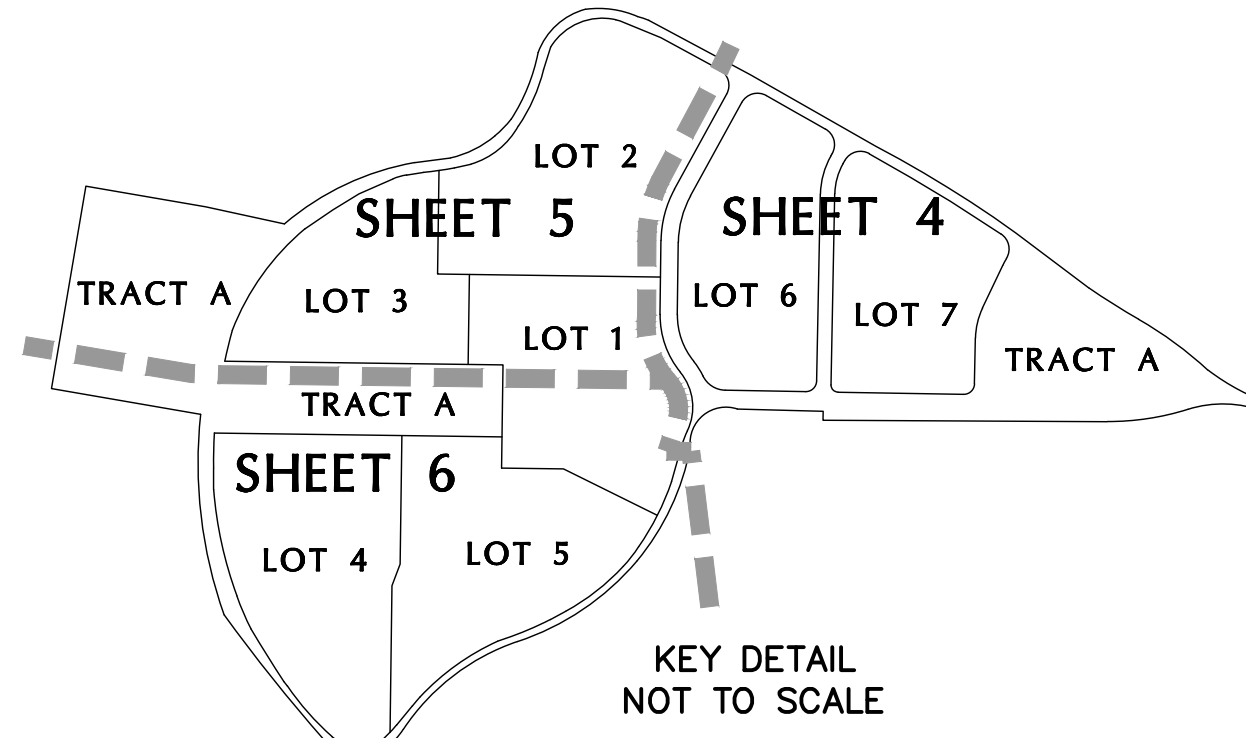 LOT 2
SHEET 5
SHEET 4
TRACT A
LOT 3
LOT 6
LOT 7
LOT 1
TRACT A
TRACT A
SHEET 6
LOT 4
LOT 5
KEY DETAIL
NOT TO SCALE